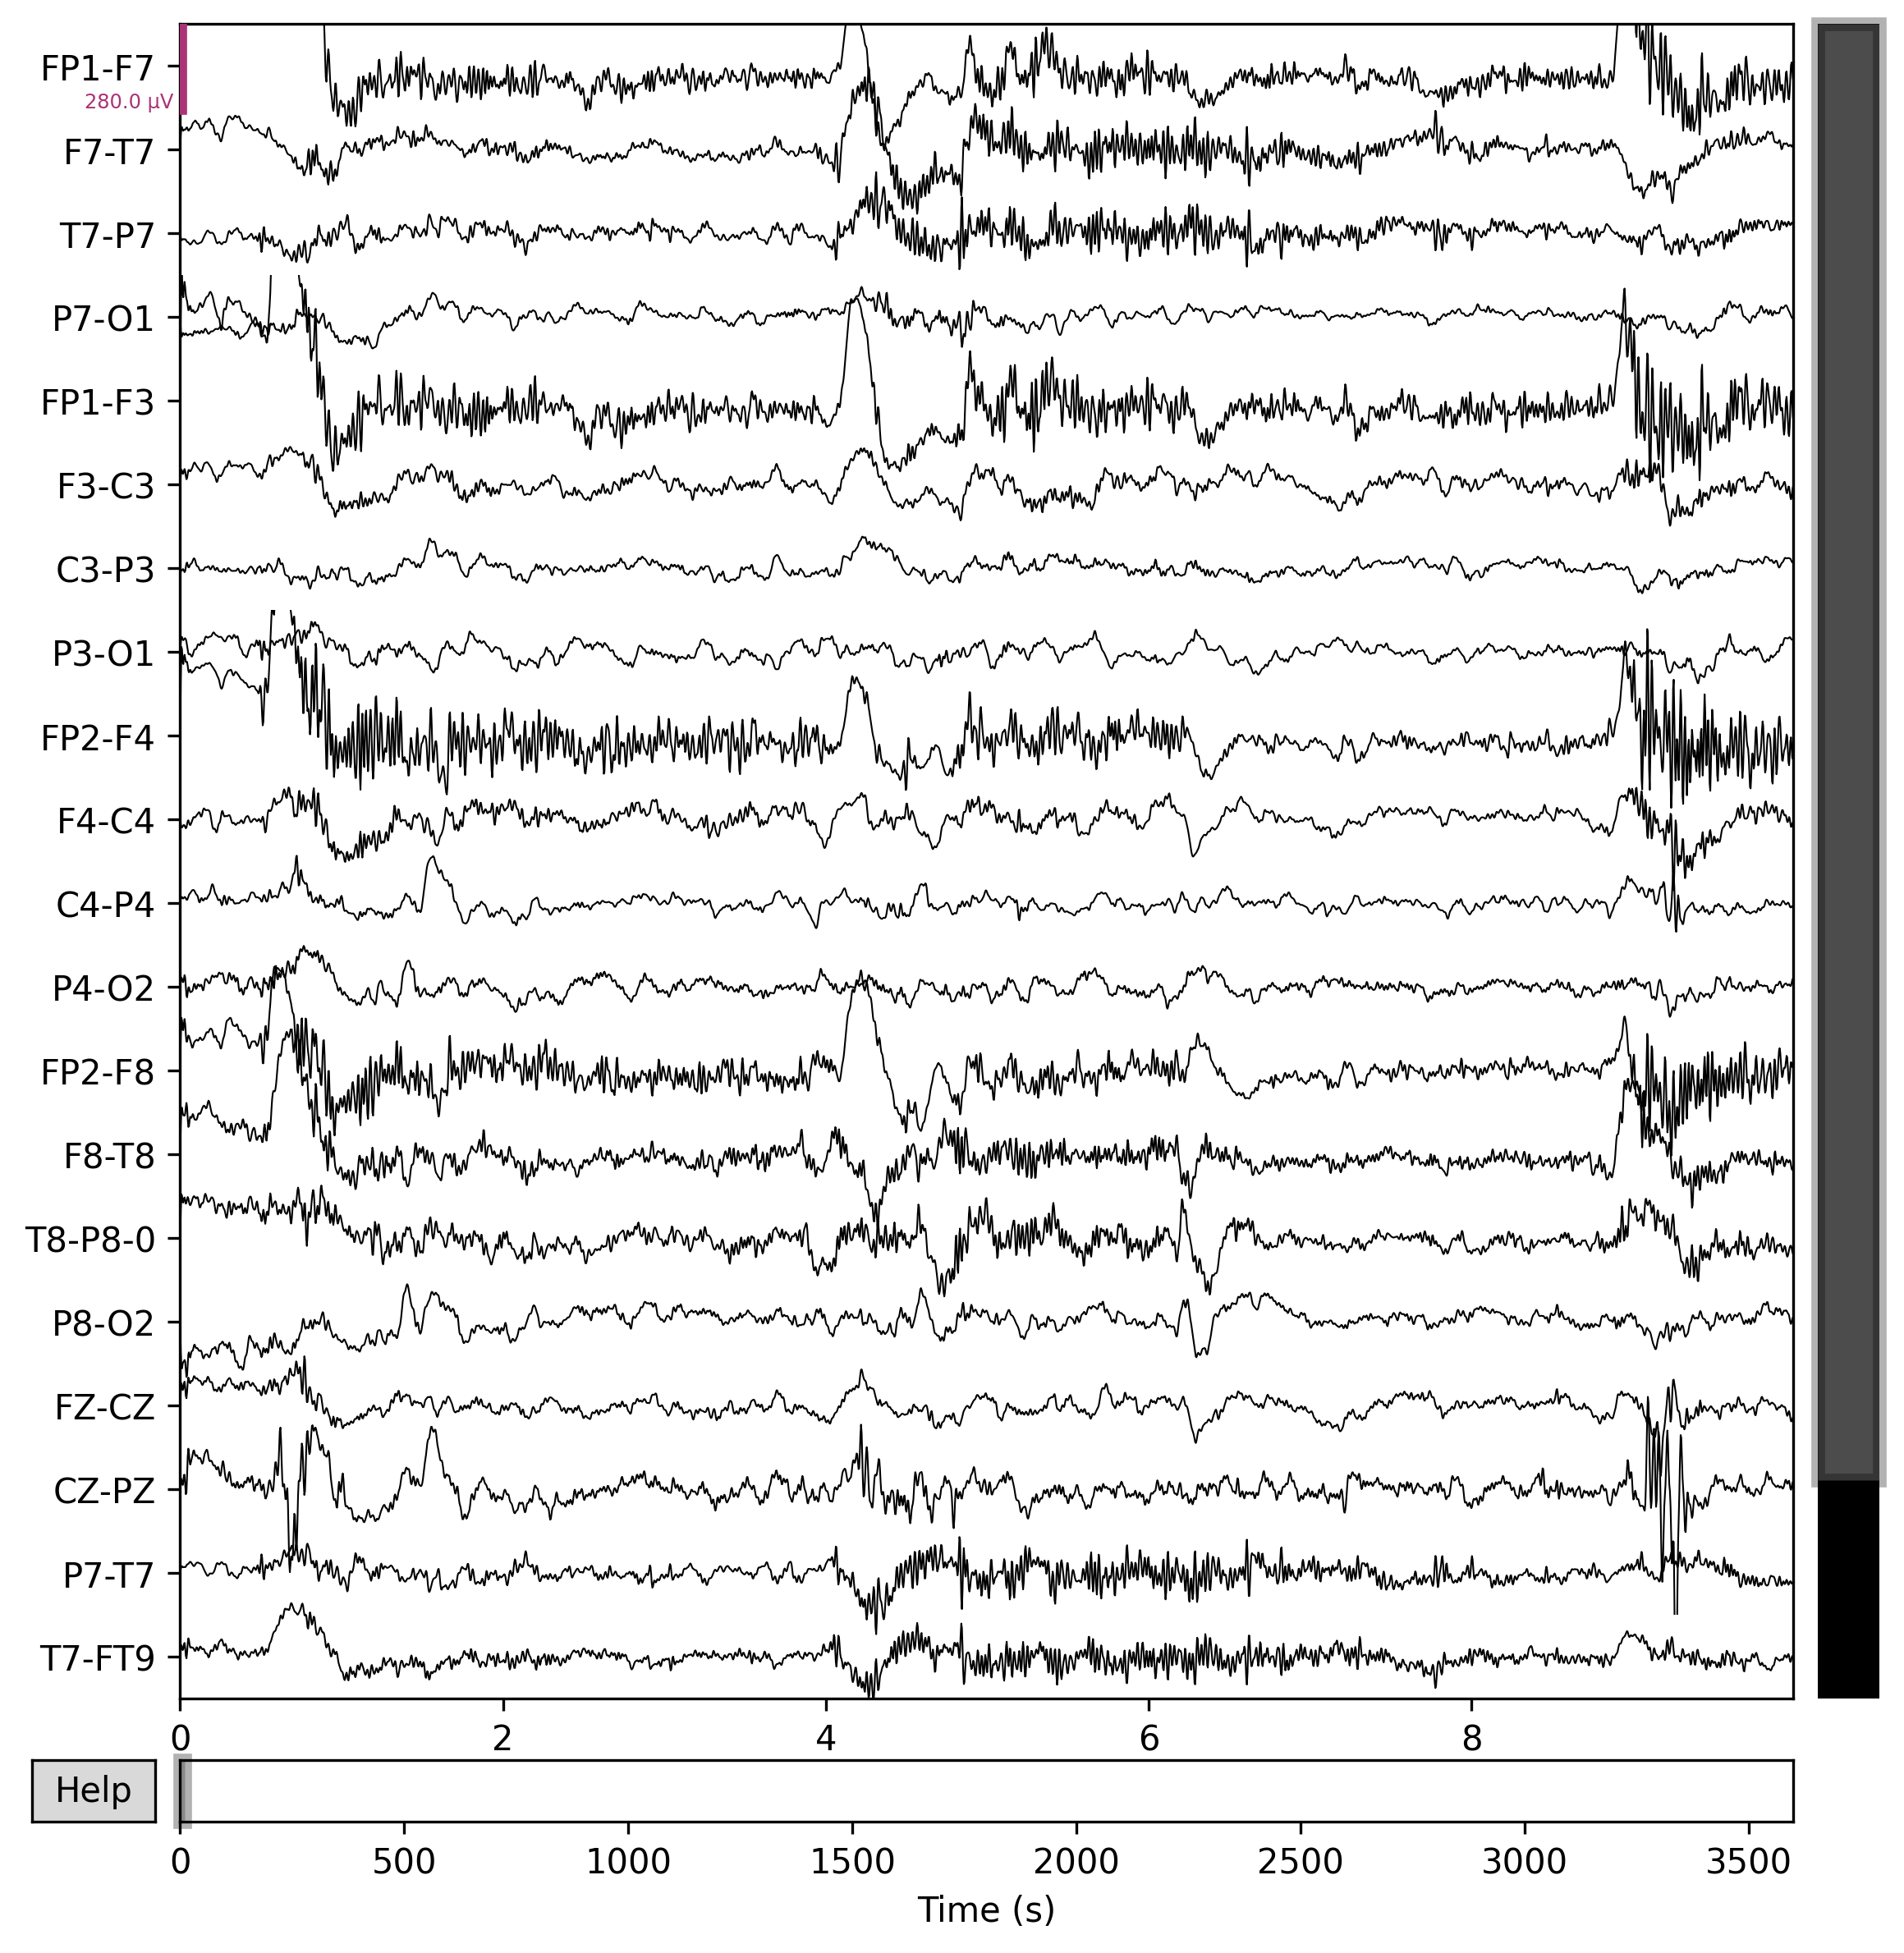 FP1-F7
280.0 µV
F7-T7
T7-P7
P7-O1
FP1-F3
F3-C3
C3-P3
P3-O1
FP2-F4
F4-C4
C4-P4
P4-O2
FP2-F8
F8-T8
T8-P8-0
P8-O2
FZ-CZ
CZ-PZ
P7-T7
T7-FT9
0 2 4 6 8
Help
0 500 1000 1500 2000 2500 3000 3500
Time (s)